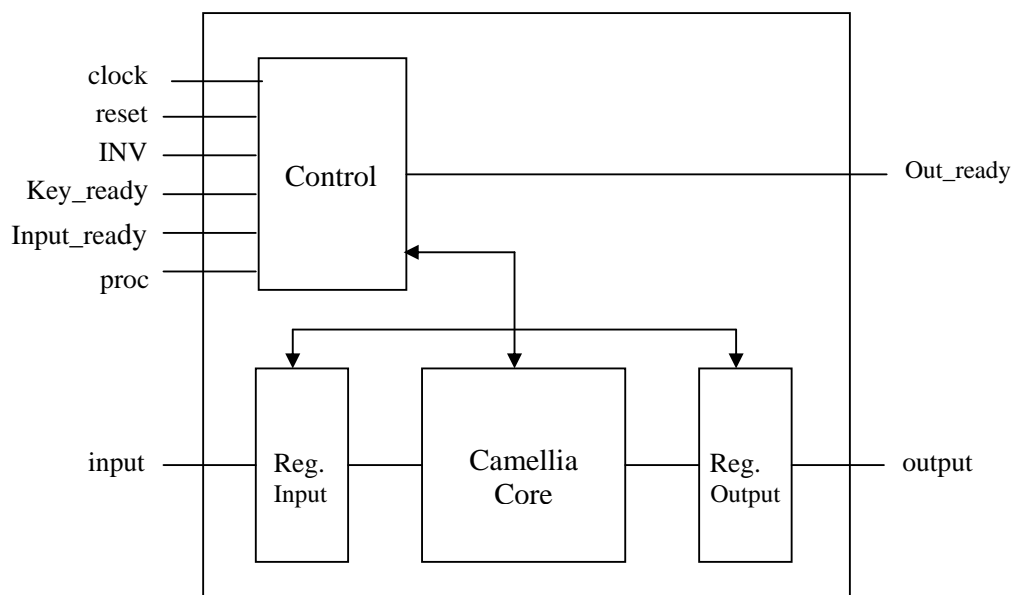 clock
reset
INV
Key_ready
Input_ready
proc
Control
Out_ready
input
Reg.
Input
Camellia
Core
Reg.
Output
output